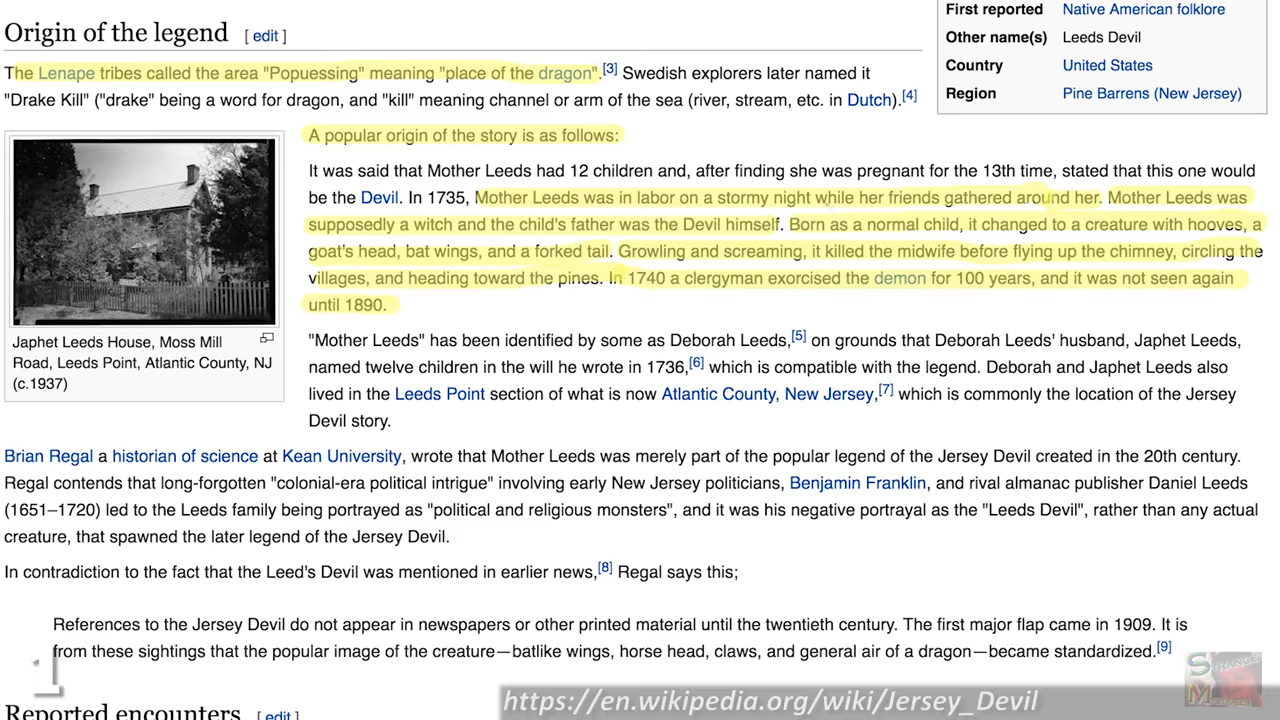 Origin of the legend [ edit ]
First reported Native American folklore
Other name(s) Leeds Devil
Country United States
Region Pine Barrens (New Jersey)
The Lenape tribes called the area "Popuessing" meaning "place of the dragon".[3] Swedish explorers later named it
"Drake Kill" ("drake" being a word for dragon, and "kill" meaning channel or arm of the sea (river, stream, etc. in Dutch).[4]
A popular origin of the story is as follows:
It was said that Mother Leeds had 12 children and, after finding she was pregnant for the 13th time, stated that this one would
be the Devil. In 1735, Mother Leeds was in labor on a stormy night while her friends gathered around her. Mother Leeds was
supposedly a witch and the child's father was the Devil himself. Born as a normal child, it changed to a creature with hooves, a
goat's head, bat wings, and a forked tail. Growling and screaming, it killed the midwife before flying up the chimney, circling the
villages, and heading toward the pines. In 1740 a clergyman exorcised the demon for 100 years, and it was not seen again
until 1890.
Japhet Leeds House, Moss Mill
Road, Leeds Point, Atlantic County, NJ
(c.1937)
"Mother Leeds" has been identified by some as Deborah Leeds,[5] on grounds that Deborah Leeds' husband, Japhet Leeds,
named twelve children in the will he wrote in 1736,[6] which is compatible with the legend. Deborah and Japhet Leeds also
lived in the Leeds Point section of what is now Atlantic County, New Jersey,[7] which is commonly the location of the Jersey
Devil story.
Brian Regal a historian of science at Kean University, wrote that Mother Leeds was merely part of the popular legend of the Jersey Devil created in the 20th century.
Regal contends that long-forgotten "colonial-era political intrigue" involving early New Jersey politicians, Benjamin Franklin, and rival almanac publisher Daniel Leeds
(1651–1720) led to the Leeds family being portrayed as "political and religious monsters", and it was his negative portrayal as the "Leeds Devil", rather than any actual
creature, that spawned the later legend of the Jersey Devil.
In contradiction to the fact that the Leed's Devil was mentioned in earlier news,[8] Regal says this;
References to the Jersey Devil do not appear in newspapers or other printed material until the twentieth century. The first major flap came in 1909. It is
from these sightings that the popular image of the creature—batlike wings, horse head, claws, and general air of a dragon—became standardized.[9]
1
STRANGE
MYSTERIES
https://en.wikipedia.org/wiki/Jersey_Devil
Reported encounters [ edit ]